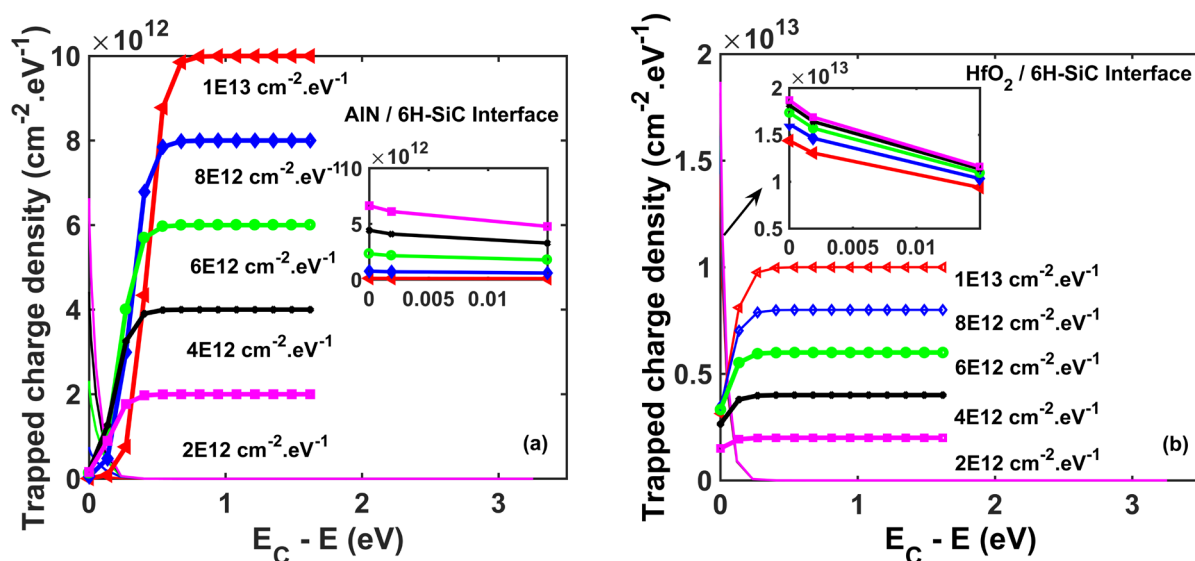 ×10¹²
10
8
6
4
2
0
0
1
2
3
Trapped charge density (cm⁻².eV⁻¹)
E_C - E (eV)
1E13 cm⁻².eV⁻¹
AlN / 6H-SiC Interface
8E12 cm⁻².eV⁻¹
6E12 cm⁻².eV⁻¹
4E12 cm⁻².eV⁻¹
2E12 cm⁻².eV⁻¹
(a)
×10¹²
10
5
0
0
0.005
0.01
×10¹³
2
1.5
1
0.5
0
0
1
2
3
Trapped charge density (cm⁻².eV⁻¹)
E_C - E (eV)
HfO₂ / 6H-SiC Interface
×10¹³
2
1.5
1
0.5
0
0.005
0.01
1E13 cm⁻².eV⁻¹
8E12 cm⁻².eV⁻¹
6E12 cm⁻².eV⁻¹
4E12 cm⁻².eV⁻¹
2E12 cm⁻².eV⁻¹
(b)